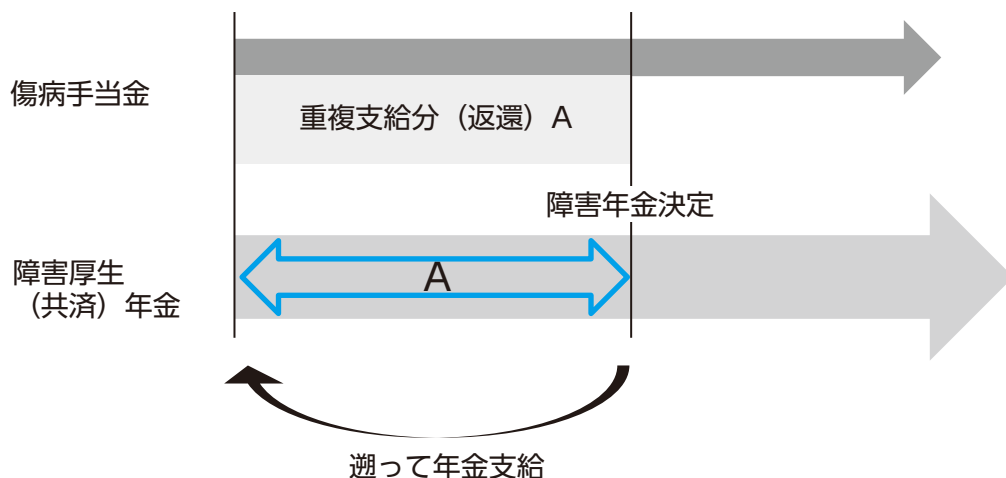 傷病手当金
重複支給分（返還）A
障害年金決定
障害厚生
（共済）年金
A
遡って年金支給